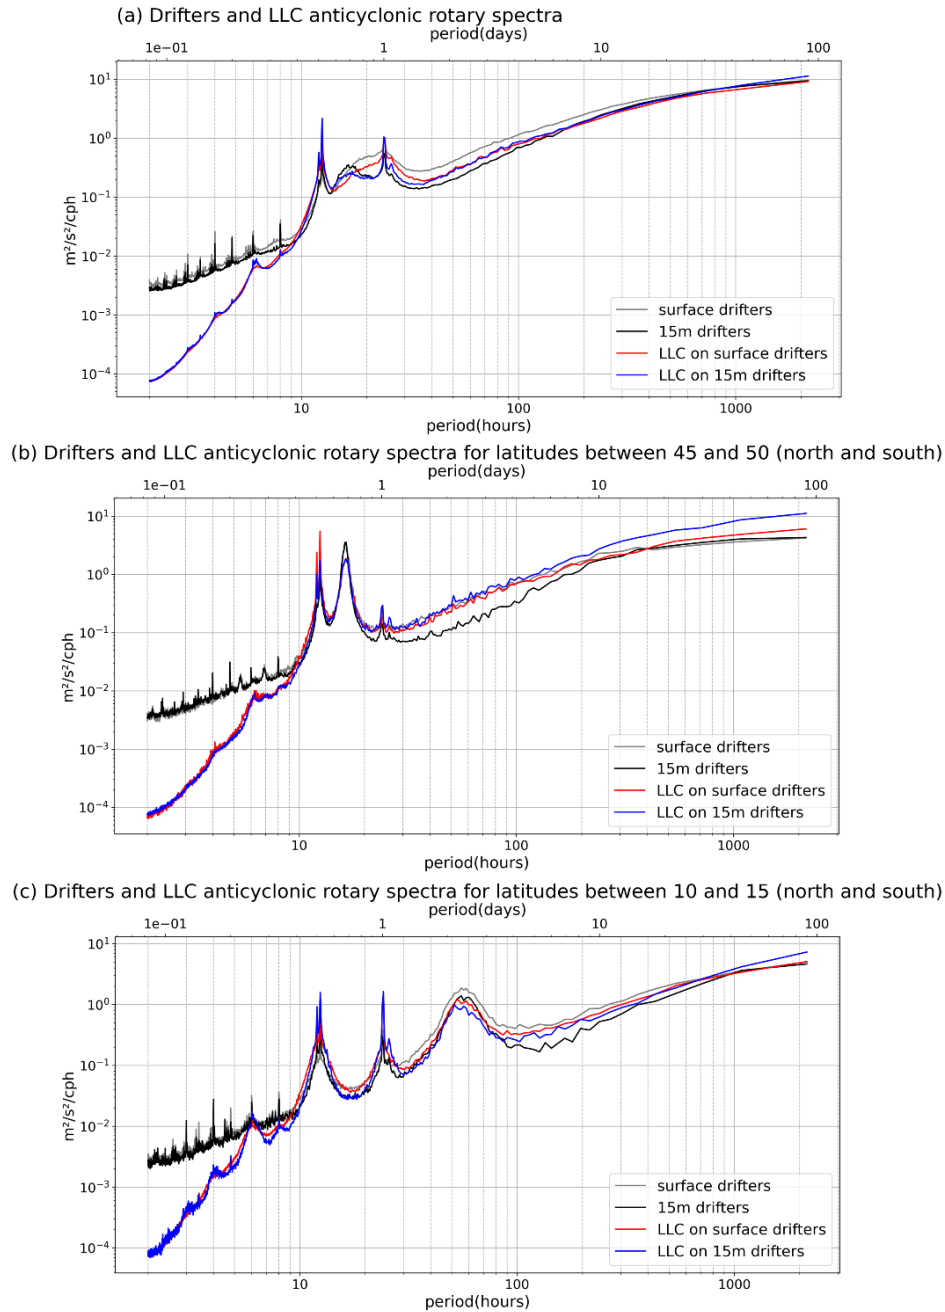 (a) Drifters and LLC anticyclonic rotary spectra
period(days)
1e−01 1 10 100
10¹
10⁰
10⁻¹
10⁻²
10⁻³
10⁻⁴
m²/s²/cph
surface drifters
15m drifters
LLC on surface drifters
LLC on 15m drifters
10 100 1000
period(hours)
(b) Drifters and LLC anticyclonic rotary spectra for latitudes between 45 and 50 (north and south)
period(days)
1e−01 1 10 100
10¹
10⁰
10⁻¹
10⁻²
10⁻³
10⁻⁴
m²/s²/cph
surface drifters
15m drifters
LLC on surface drifters
LLC on 15m drifters
10 100 1000
period(hours)
(c) Drifters and LLC anticyclonic rotary spectra for latitudes between 10 and 15 (north and south)
period(days)
1e−01 1 10 100
10¹
10⁰
10⁻¹
10⁻²
10⁻³
10⁻⁴
m²/s²/cph
surface drifters
15m drifters
LLC on surface drifters
LLC on 15m drifters
10 100 1000
period(hours)